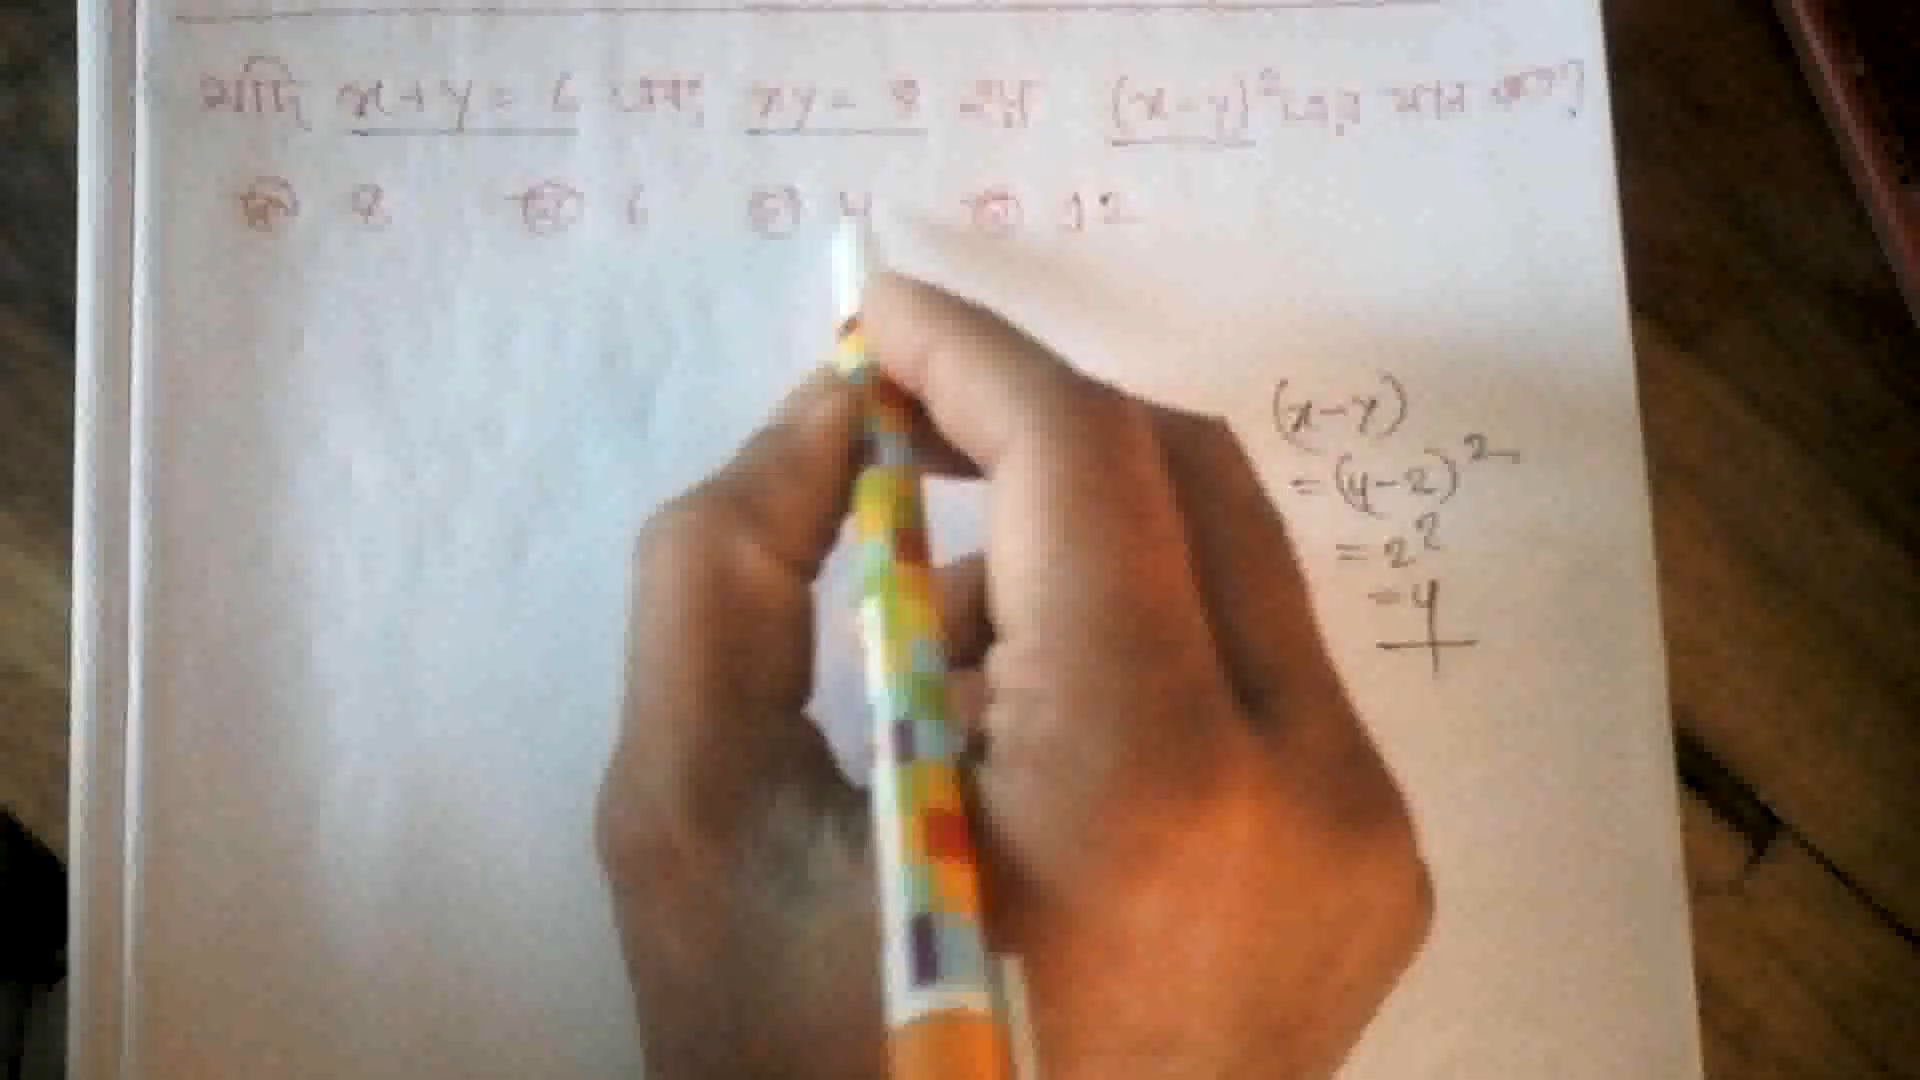 যদি x+y = 6 এবং xy = 8 হয় (x-y)² এর মান কত?
ক 8 খ 6 গ 4 ঘ 12
(x-y)
= (4-2)²
= 2²
= 4